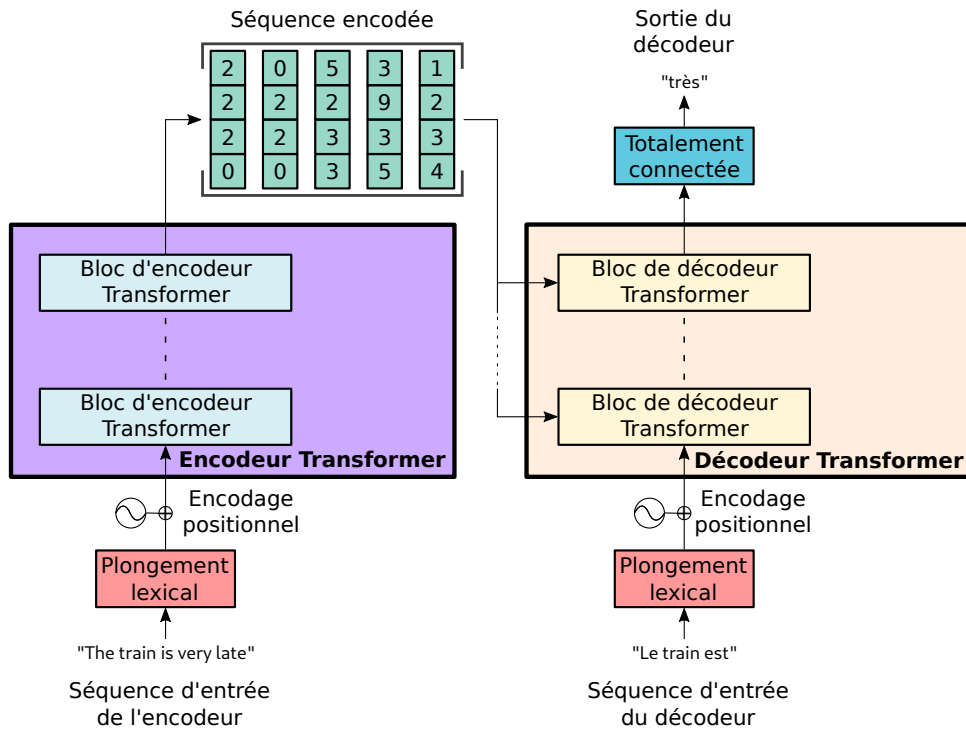 Séquence encodée
2 0 5 3 1
2 2 2 9 2
2 2 3 3 3
0 0 3 5 4
Bloc d'encodeur
Transformer
Bloc d'encodeur
Transformer
Encodeur Transformer
Encodage
positionnel
Plongement
lexical
"The train is very late"
Séquence d'entrée
de l'encodeur
Sortie du
décodeur
"très"
Totalement
connectée
Bloc de décodeur
Transformer
Bloc de décodeur
Transformer
Décodeur Transformer
Encodage
positionnel
Plongement
lexical
"Le train est"
Séquence d'entrée
du décodeur